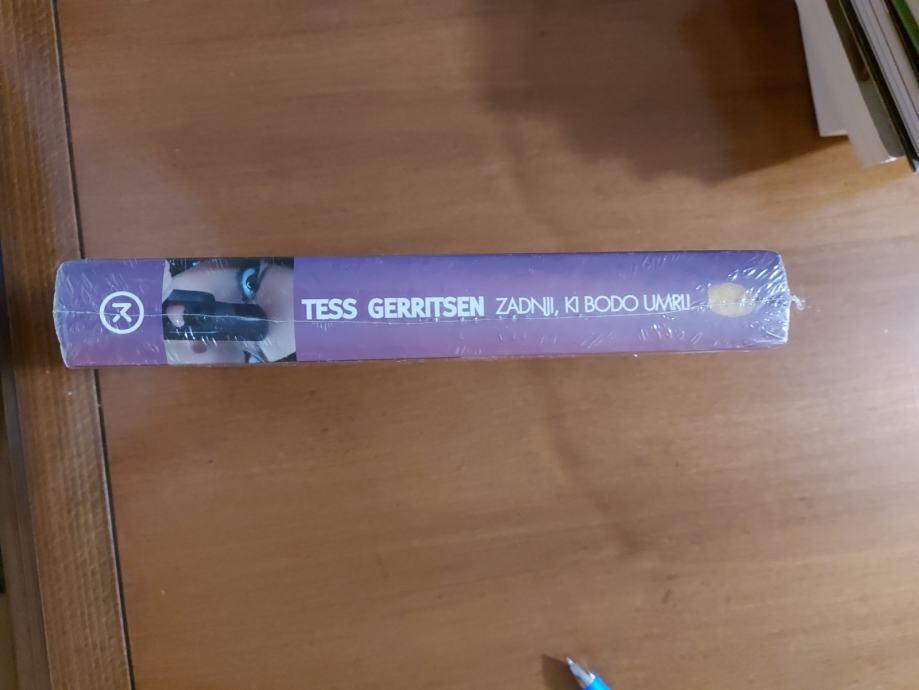 TESS GERRITSEN ZADNJI, KI BODO UMRLI